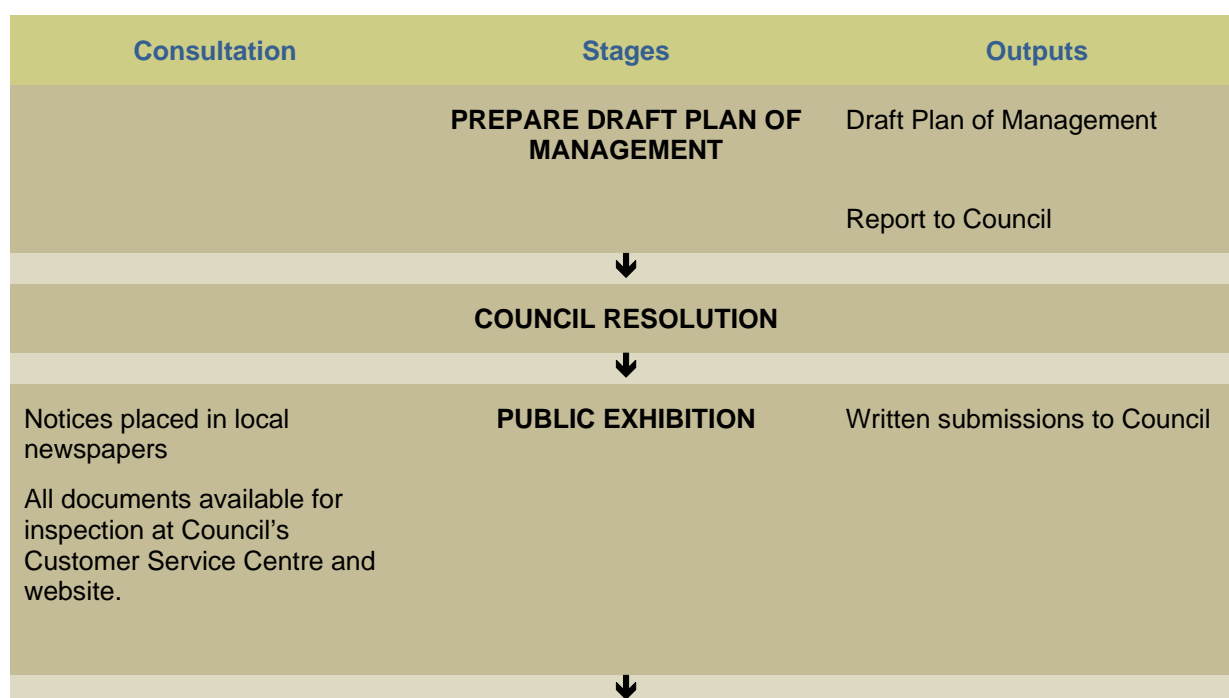 Consultation Stages Outputs
PREPARE DRAFT PLAN OF
MANAGEMENT
Draft Plan of Management
Report to Council
COUNCIL RESOLUTION
Notices placed in local
newspapers
All documents available for
inspection at Council’s
Customer Service Centre and
website.
PUBLIC EXHIBITION
Written submissions to Council